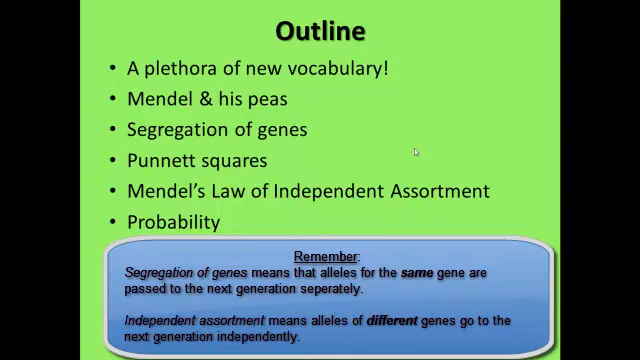 Outline
• A plethora of new vocabulary!
• Mendel & his peas
• Segregation of genes
• Punnett squares
• Mendel's Law of Independent Assortment
• Probability
Remember:
Segregation of genes means that alleles for the same gene are
passed to the next generation seperately.
Independent assortment means alleles of different genes go to the
next generation independently.